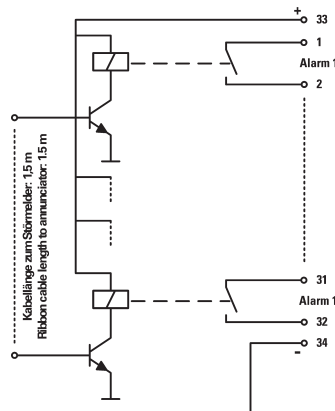 + 33
1
Alarm 1
2
Kabellänge zum Störmelder: 1,5 m
Ribbon cable length to annunciator: 1.5 m
31
Alarm 1
32
34
-